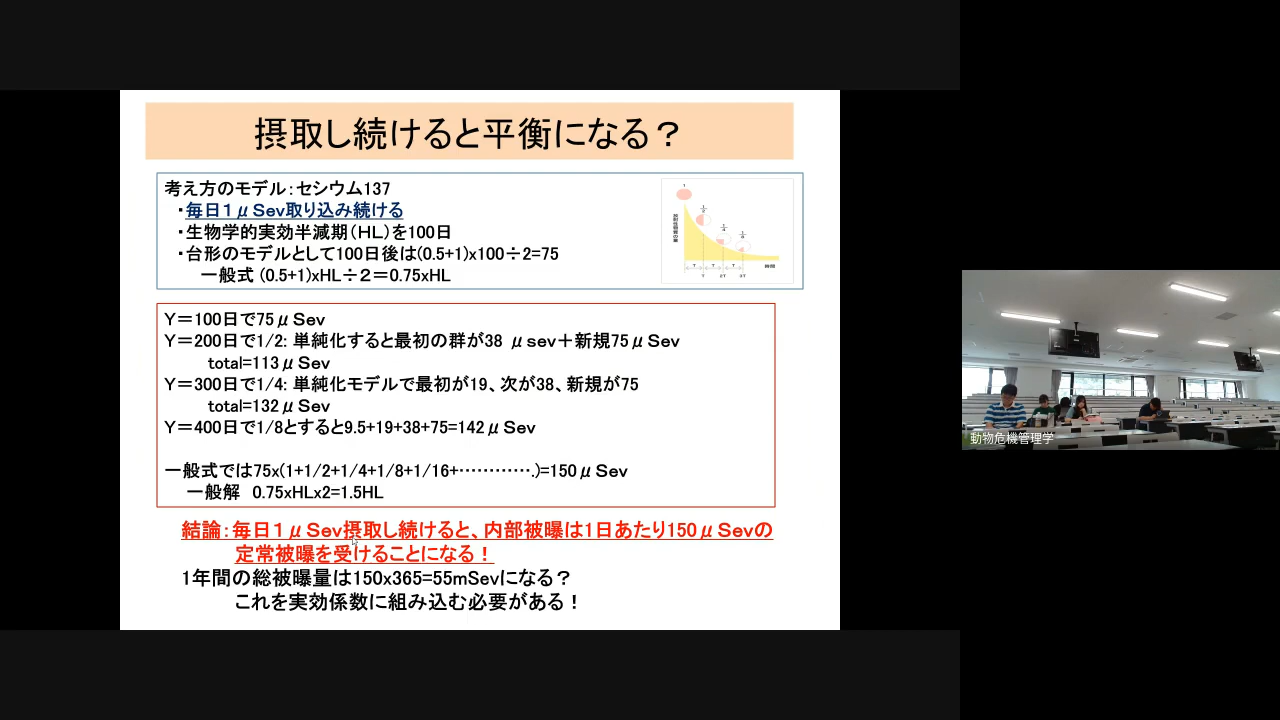 摂取し続けると平衡になる？
考え方のモデル：セシウム137
・毎日１μSev取り込み続ける
・生物学的実効半減期（HL）を100日
・台形のモデルとして100日後は(0.5+1)x100÷2=75
一般式 (0.5+1)xHL÷２＝0.75xHL
Y＝100日で75μSev
Y＝200日で1/2: 単純化すると最初の群が38 μsev＋新規75μSev
total=113μSev
Y＝300日で1/4: 単純化モデルで最初が19、次が38、新規が75
total=132μSev
Y＝400日で1/8とすると9.5+19+38+75=142μSev
一般式では75x(1+1/2+1/4+1/8+1/16+………….)=150μSev
一般解 0.75xHLx2=1.5HL
結論：毎日１μSev摂取し続けると、内部被曝は1日あたり150μSevの
定常被曝を受けることになる！
1年間の総被曝量は150x365=55mSevになる？
これを実効係数に組み込む必要がある！
動物危機管理学